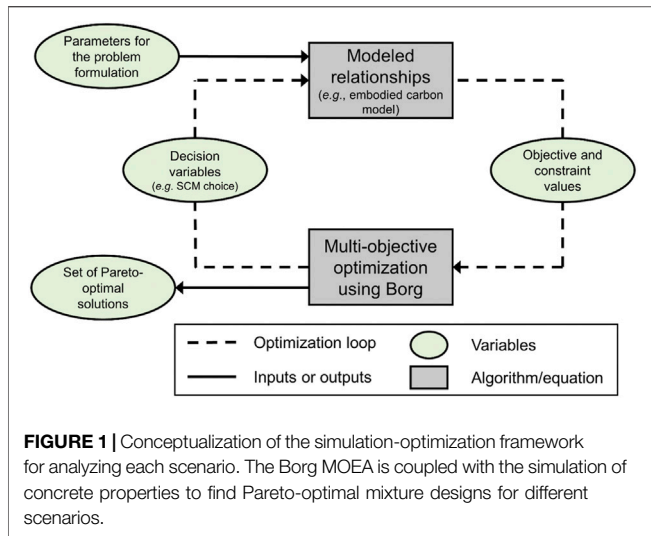 Parameters for
the problem
formulation
Modeled
relationships
(e.g., embodied carbon
model)
Decision
variables
(e.g. SCM choice)
Objective and
constraint
values
Multi-objective
optimization
using Borg
Set of Pareto-
optimal
solutions
Optimization loop
Variables
Inputs or outputs
Algorithm/equation
FIGURE 1 | Conceptualization of the simulation-optimization framework
for analyzing each scenario. The Borg MOEA is coupled with the simulation of
concrete properties to find Pareto-optimal mixture designs for different
scenarios.